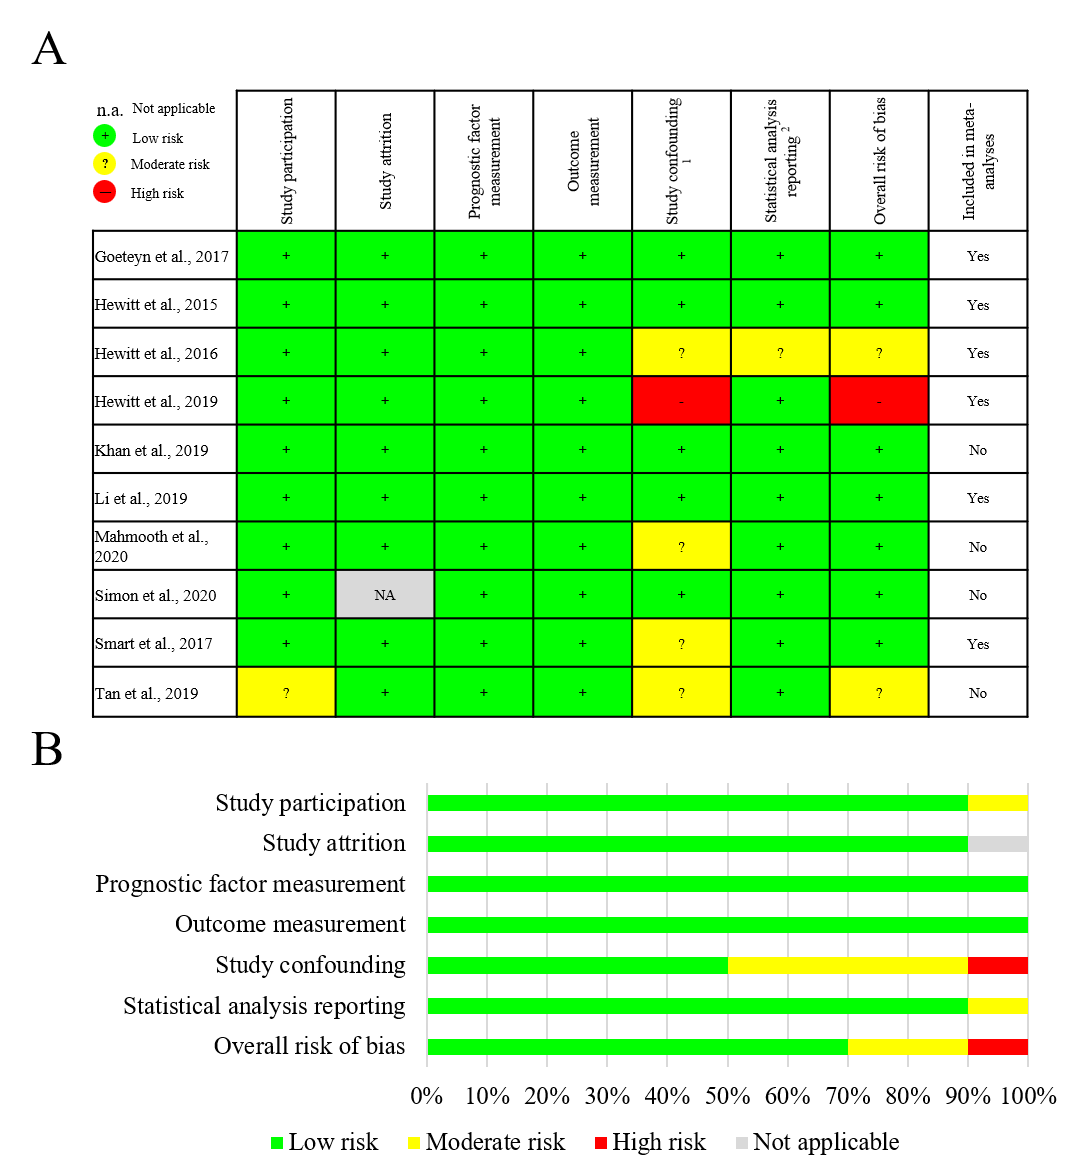 A
n.a. Not applicable
+ Low risk
? Moderate risk
— High risk
Study participation
Study attrition
Prognostic factor
measurement
Outcome
measurement
Study confounding
1
Statistical analysis
reporting 2
Overall risk of bias
Included in meta-
analyses
Goeteyn et al., 2017 + + + + + + + Yes
Hewitt et al., 2015 + + + + + + + Yes
Hewitt et al., 2016 + + + + ? ? ? Yes
Hewitt et al., 2019 + + + + - + - Yes
Khan et al., 2019 + + + + + + + No
Li et al., 2019 + + + + + + + Yes
Mahmooth et al.,
2020 + + + + ? + + No
Simon et al., 2020 + NA + + + + + No
Smart et al., 2017 + + + + ? + + Yes
Tan et al., 2019 ? + + + ? + ? No
B
Study participation
Study attrition
Prognostic factor measurement
Outcome measurement
Study confounding
Statistical analysis reporting
Overall risk of bias
0% 10% 20% 30% 40% 50% 60% 70% 80% 90% 100%
Low risk Moderate risk High risk Not applicable